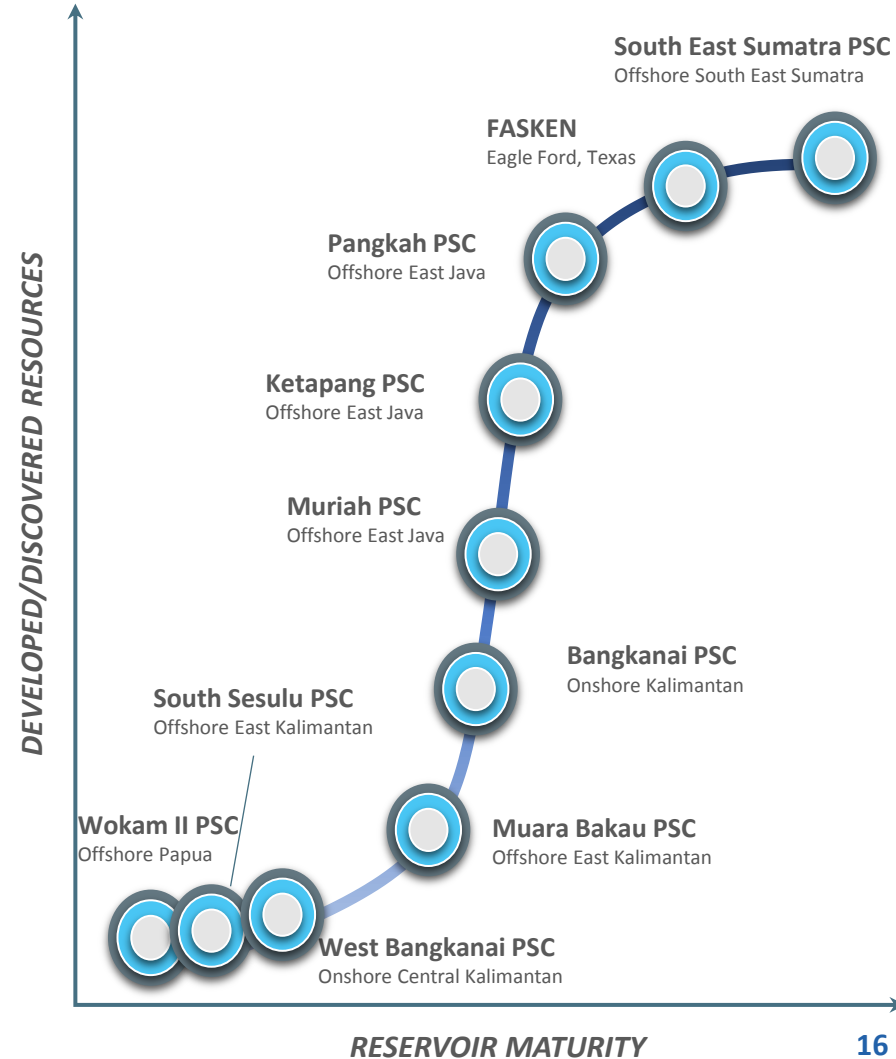 South East Sumatra PSC
Offshore South East Sumatra
FASKEN
Eagle Ford, Texas
Pangkah PSC
Offshore East Java
Ketapang PSC
Offshore East Java
Muriah PSC
Offshore East Java
Bangkanai PSC
Onshore Kalimantan
South Sesulu PSC
Offshore East Kalimantan
Wokam II PSC
Offshore Papua
Muara Bakau PSC
Offshore East Kalimantan
West Bangkanai PSC
Onshore Central Kalimantan
DEVELOPED/DISCOVERED RESOURCES
RESERVOIR MATURITY
16